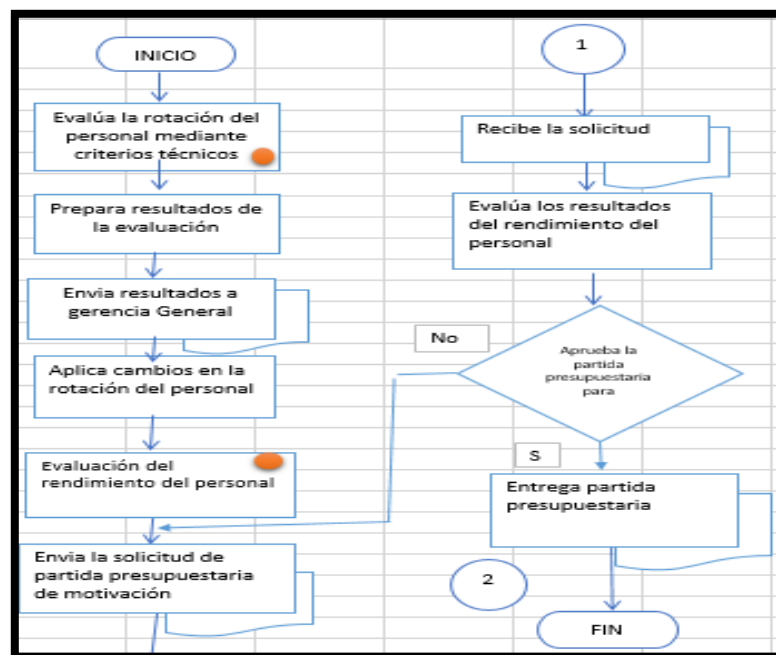 INICIO
Evalúa la rotación del
personal mediante
criterios técnicos
Prepara resultados de
la evaluación
Envia resultados a
gerencia General
Aplica cambios en la
rotación del personal
Evaluación del
rendimiento del personal
Envia la solicitud de
partida presupuestaria
de motivación
1
Recibe la solicitud
Evalúa los resultados
del rendimiento del
personal
No
Aprueba la
partida
presupuestaria
para
S
Entrega partida
presupuestaria
2
FIN